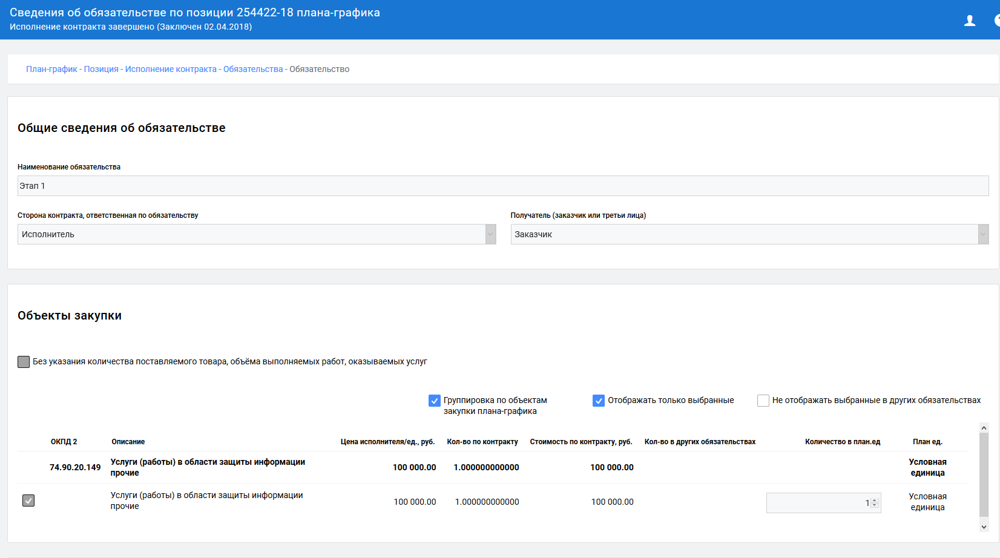 Сведения об обязательстве по позиции 254422-18 плана-графика
Исполнение контракта завершено (Заключен 02.04.2018)
План-график - Позиция - Исполнение контракта - Обязательства - Обязательство
Общие сведения об обязательстве
Наименование обязательства
Этап 1
Сторона контракта, ответственная по обязательству
Получатель (заказчик или третьи лица)
Исполнитель
Заказчик
Объекты закупки
Без указания количества поставляемого товара, объёма выполняемых работ, оказываемых услуг
Группировка по объектам
закупки плана-графика
Отображать только выбранные
Не отображать выбранные в других обязательствах
ОКПД 2 Описание Цена исполнителя/ед., руб. Кол-во по контракту Стоимость по контракту, руб. Кол-во в других обязательствах Количество в план.ед План ед.
74.90.20.149 Услуги (работы) в области защиты информации
прочие
100 000.00 1.000000000000 100 000.00 Условная
единица
Услуги (работы) в области защиты информации
прочие
100 000.00 1.000000000000 100 000.00 1 Условная
единица